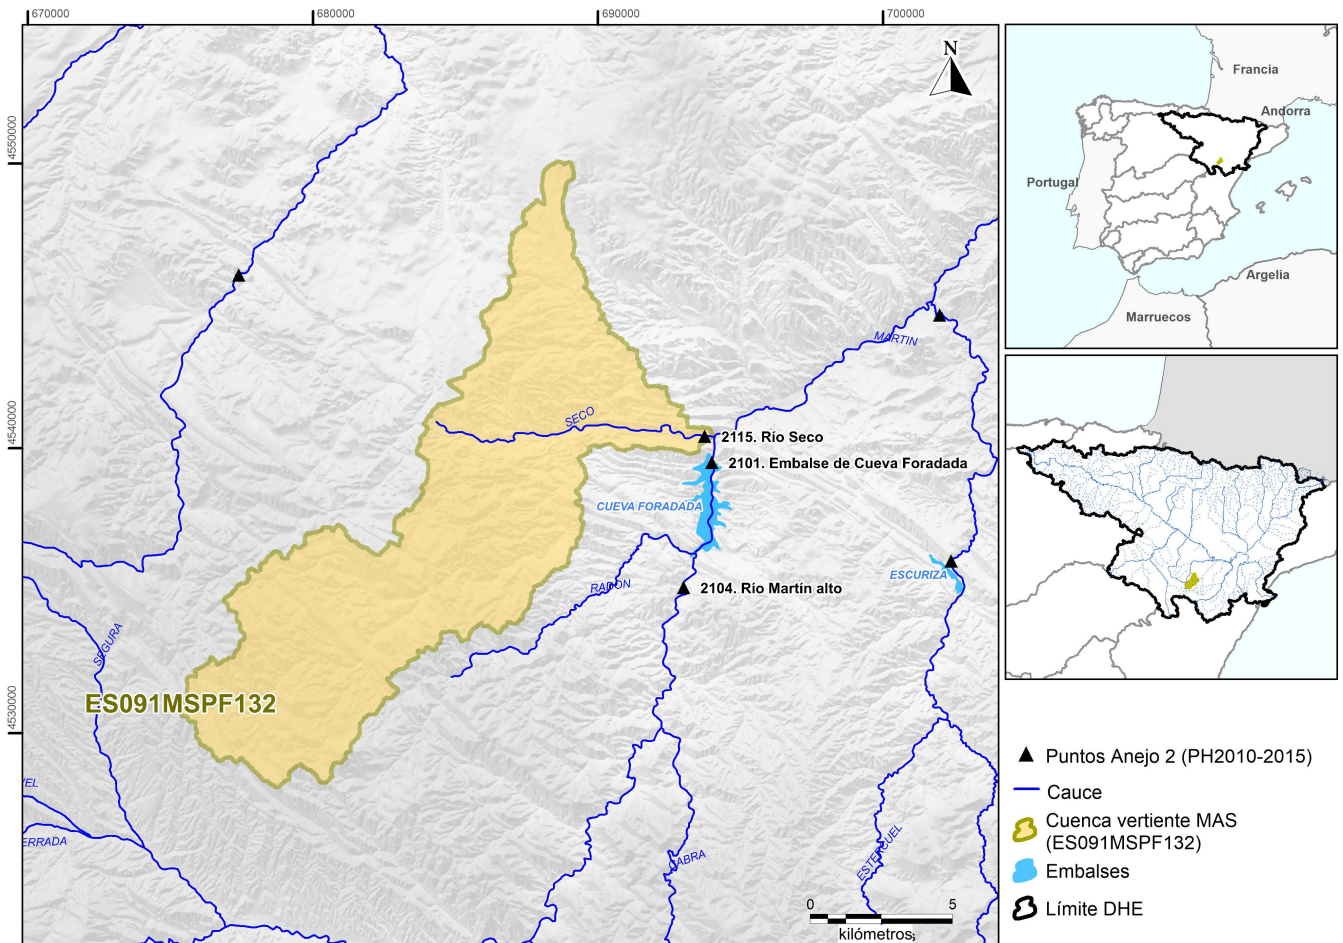 670000
680000
690000
700000
4550000
4540000
4530000
N
MARTIN
SECO
2115. Río Seco
2101. Embalse de Cueva Foradada
CUEVA FORADADA
RADON
2104. Río Martín alto
ESCURIZA
SEGURA
ES091MSPF132
YEL
ERRADA
CABRA
ESTERCUEL
0
5
kilómetros
Francia
Andorra
Portugal
Argelia
Marruecos
Puntos Anejo 2 (PH2010-2015)
Cauce
Cuenca vertiente MAS
(ES091MSPF132)
Embalses
Límite DHE